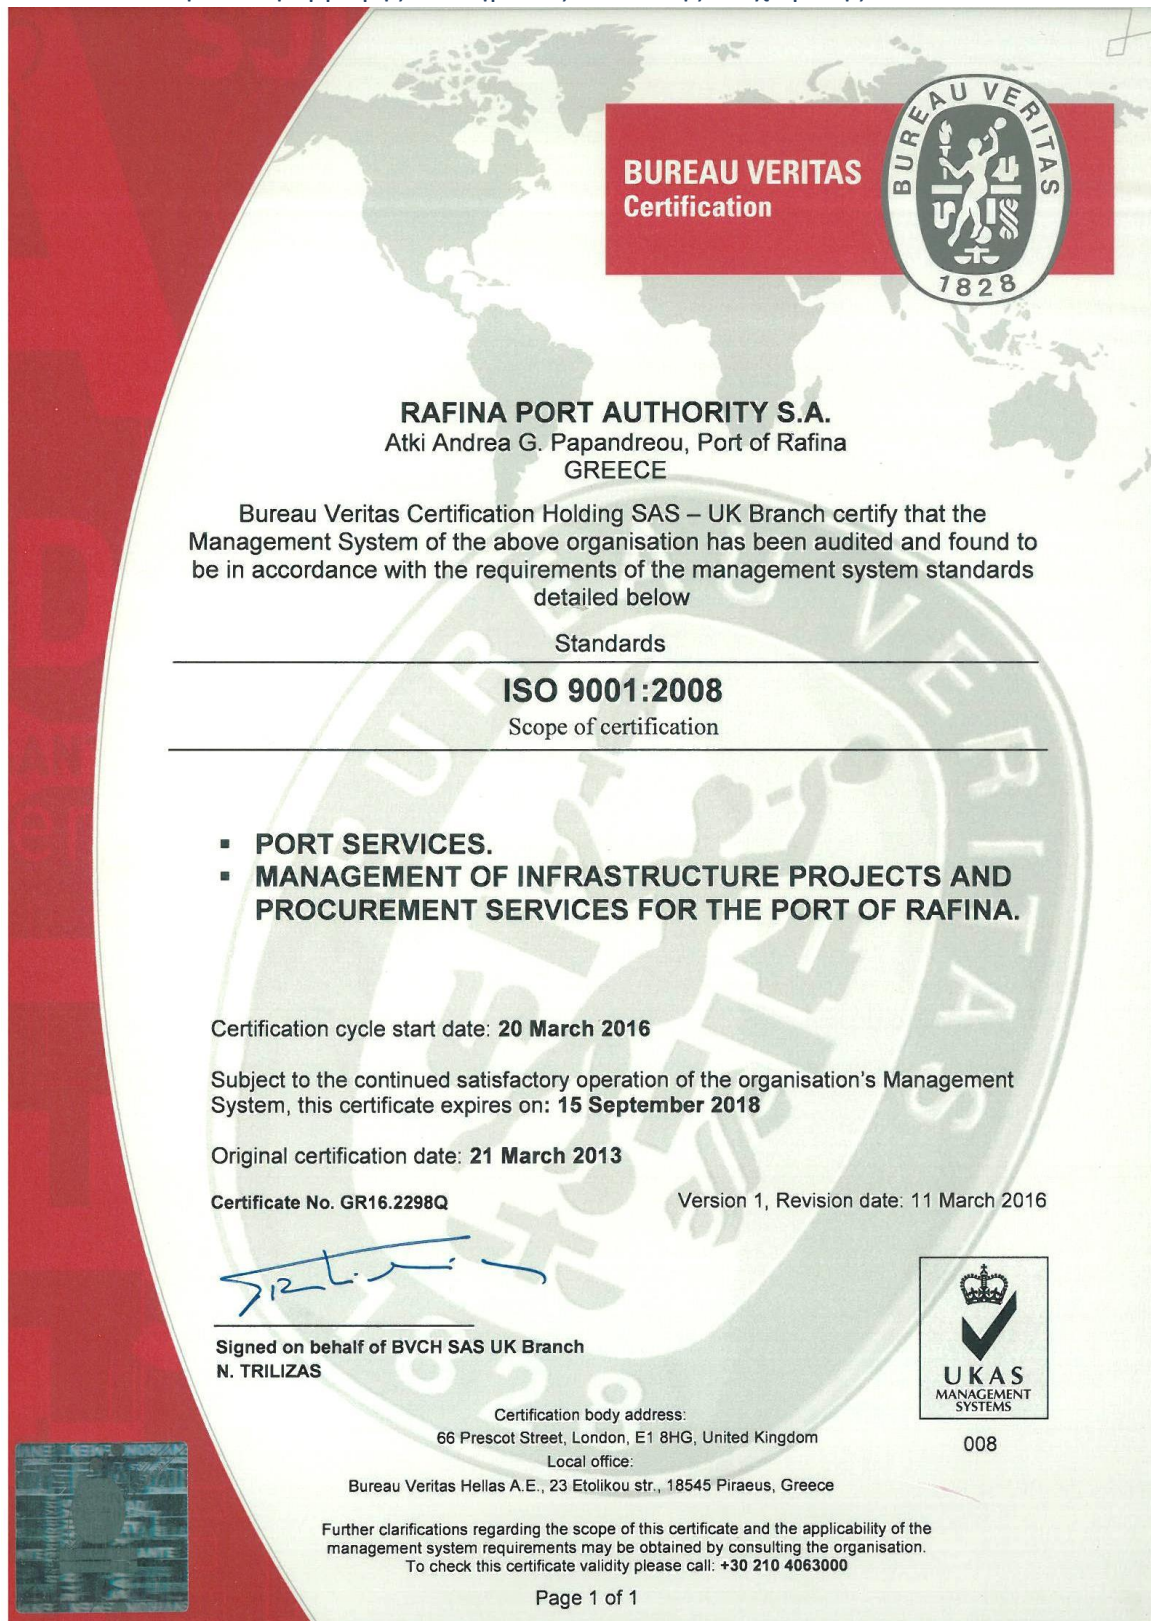 BUREAU VERITAS
Certification
BUREAU VERITAS
1828
RAFINA PORT AUTHORITY S.A.
Atki Andrea G. Papandreou, Port of Rafina
GREECE
Bureau Veritas Certification Holding SAS – UK Branch certify that the
Management System of the above organisation has been audited and found to
be in accordance with the requirements of the management system standards
detailed below
Standards
ISO 9001:2008
Scope of certification
▪ PORT SERVICES.
▪ MANAGEMENT OF INFRASTRUCTURE PROJECTS AND
PROCUREMENT SERVICES FOR THE PORT OF RAFINA.
Certification cycle start date: 20 March 2016
Subject to the continued satisfactory operation of the organisation's Management
System, this certificate expires on: 15 September 2018
Original certification date: 21 March 2013
Certificate No. GR16.2298Q
Version 1, Revision date: 11 March 2016
Signed on behalf of BVCH SAS UK Branch
N. TRILIZAS
UKAS
MANAGEMENT
SYSTEMS
008
Certification body address:
66 Prescot Street, London, E1 8HG, United Kingdom
Local office:
Bureau Veritas Hellas A.E., 23 Etolikou str., 18545 Piraeus, Greece
Further clarifications regarding the scope of this certificate and the applicability of the
management system requirements may be obtained by consulting the organisation.
To check this certificate validity please call: +30 210 4063000
Page 1 of 1